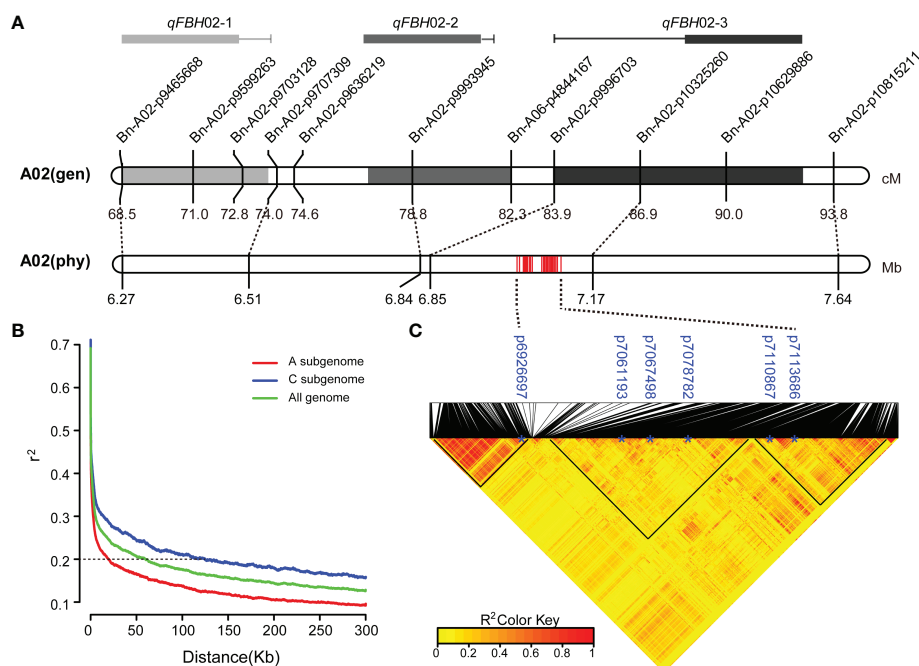 A
qFBH02-1 qFBH02-2 qFBH02-3
Bn-A02-p9465668
Bn-A02-p9599263
Bn-A02-p9703128
Bn-A02-p9707309
Bn-A02-p9636219
Bn-A02-p9993945
Bn-A06-p4844167
Bn-A02-p9996703
Bn-A02-p10325260
Bn-A02-p10629886
Bn-A02-p10815211
A02(gen) cM
68.5 71.0 72.8 74.0 74.6 78.8 82.3 83.9 86.9 90.0 93.8
A02(phy) Mb
6.27 6.51 6.84 6.85 7.17 7.64
B
0.7
0.6
0.5
0.4
0.3
0.2
0.1
r²
A subgenome
C subgenome
All genome
0 50 100 150 200 250 300
Distance(Kb)
C
p6926697
p7061193
p7067498
p7078782
p7110867
p7113686
* * * * * *
R² Color Key
0 0.2 0.4 0.6 0.8 1